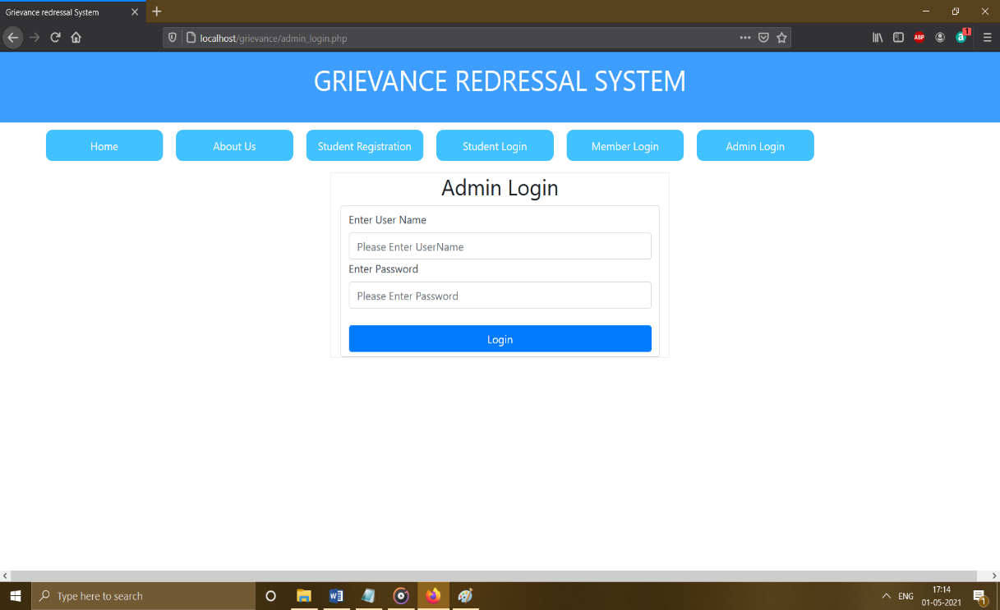 Grievance redressal System
localhost/grievance/admin_login.php
ABP
a
1
GRIEVANCE REDRESSAL SYSTEM
Home
About Us
Student Registration
Student Login
Member Login
Admin Login
Admin Login
Enter User Name
Please Enter UserName
Enter Password
Please Enter Password
Login
Type here to search
W
ENG
17:14
01-05-2021
1